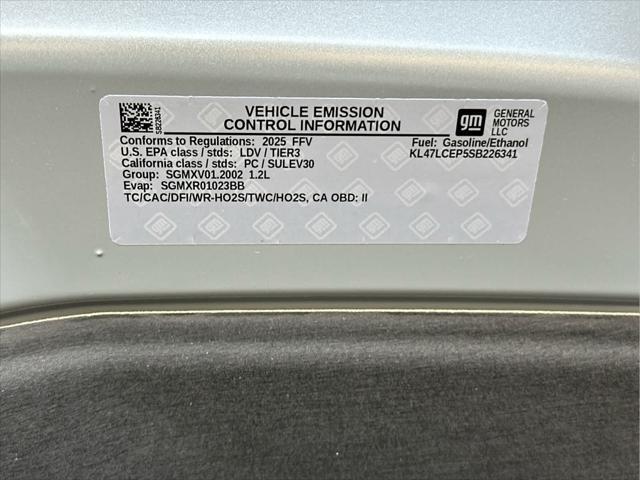 SB226341
VEHICLE EMISSION
CONTROL INFORMATION
gm
GENERAL
MOTORS
LLC
Conforms to Regulations: 2025 FFV
Fuel: Gasoline/Ethanol
U.S. EPA class / stds: LDV / TIER3
KL47LCEP5SB226341
California class / stds: PC / SULEV30
Group: SGMXV01.2002 1.2L
Evap: SGMXR01023BB
TC/CAC/DFI/WR-HO2S/TWC/HO2S, CA OBD: II